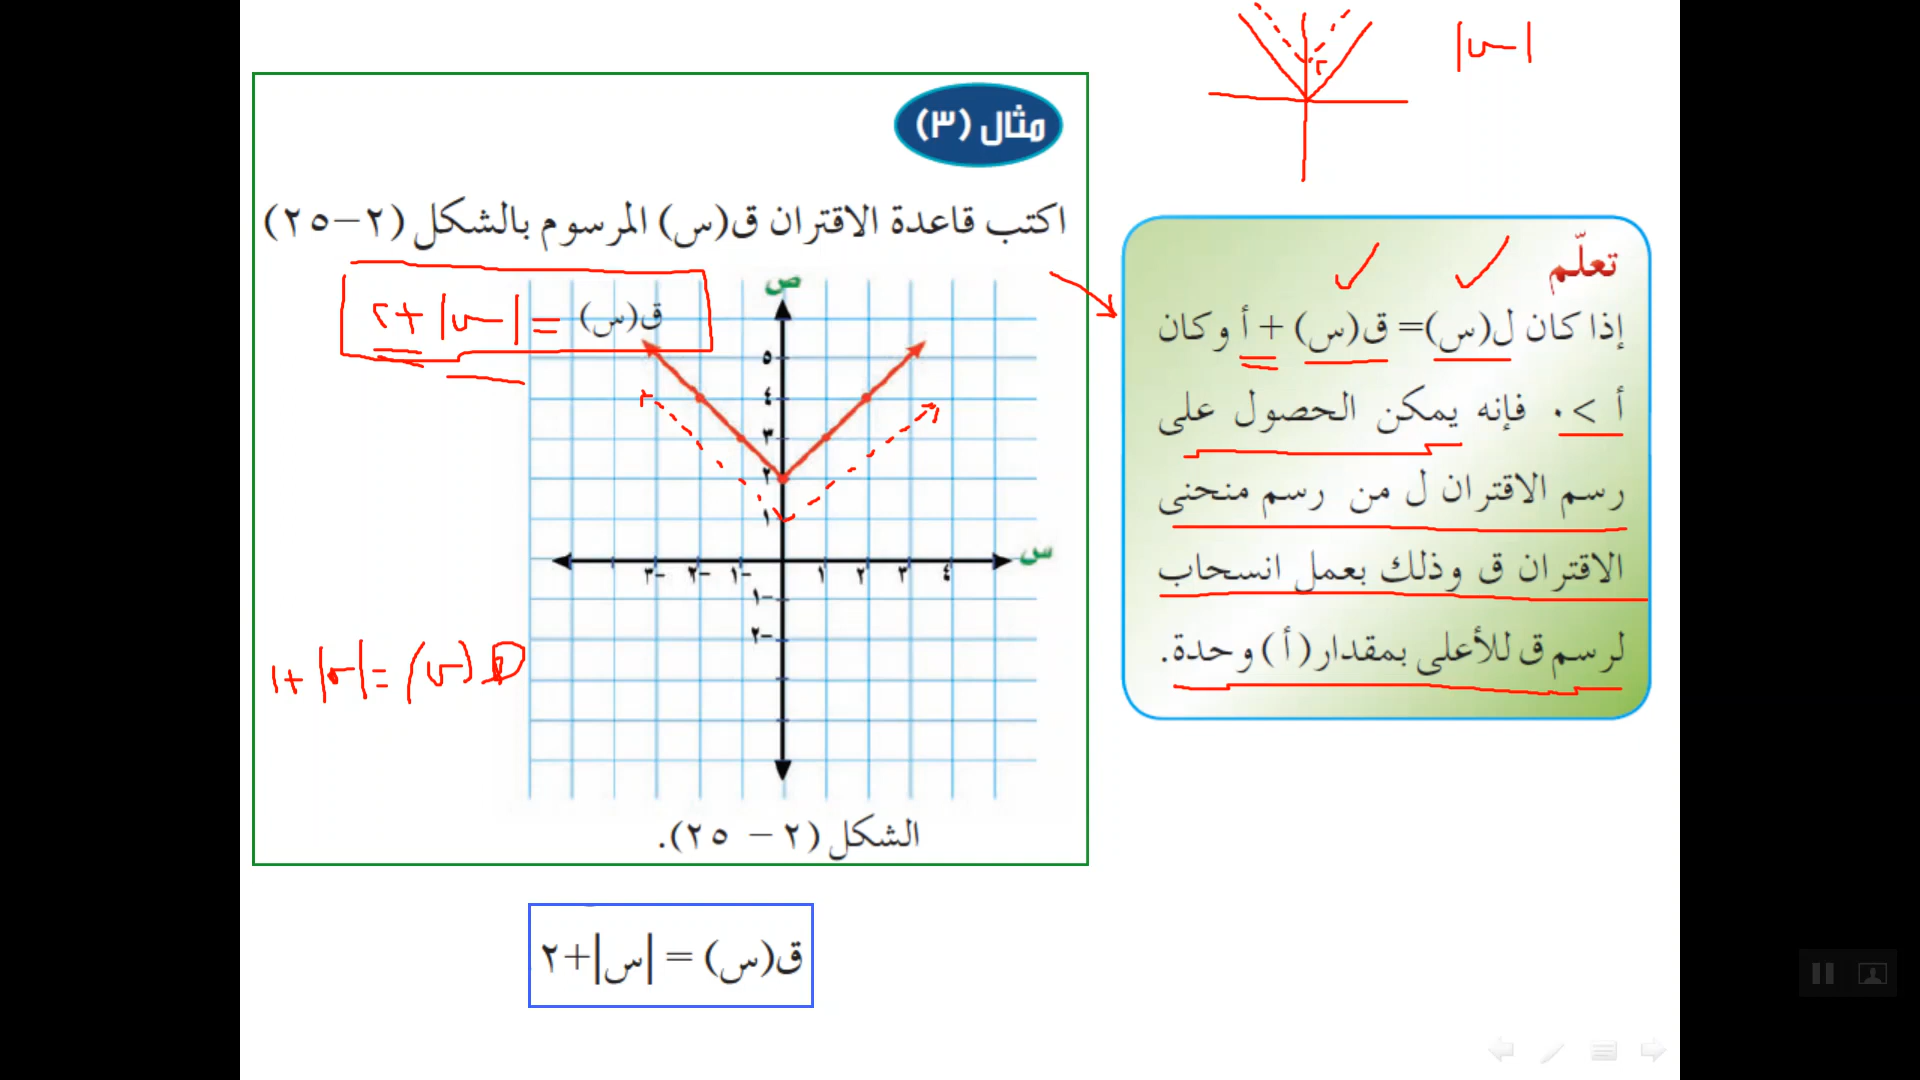 |س|
٢
مثال (٣)
اكتب قاعدة الاقتران ق(س) المرسوم بالشكل (٢-٢٥)
ق(س) = |س| + ٢
ص
٥
٤
٣
٢
١
س
-٣ -٢ -١ ١ ٢ ٣ ٤
-١
-٢
(س) = |س| + ١
الشكل (٢ - ٢٥).
ق(س) = |س|+٢
تعلّم
إذا كان ل(س)= ق(س) + أ وكان
أ > ٠ فإنه يمكن الحصول على
رسم الاقتران ل من رسم منحنى
الاقتران ق وذلك بعمل انسحاب
لرسم ق للأعلى بمقدار (أ) وحدة.